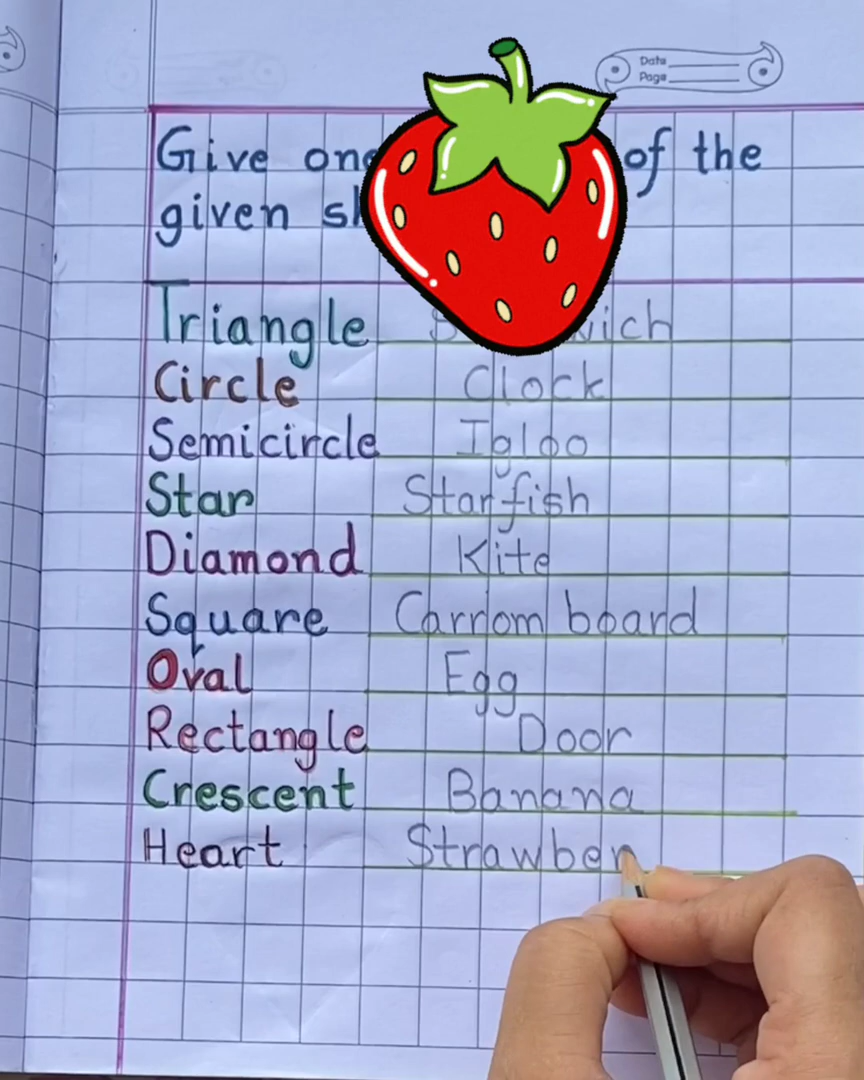 Date
Page
Give of the
given
Triangle
Circle Clock
Semicircle Igloo
Star Starfish
Diamond Kite
Square Carrom board
Oval Egg
Rectangle Door
Crescent Banana
Heart Strawber